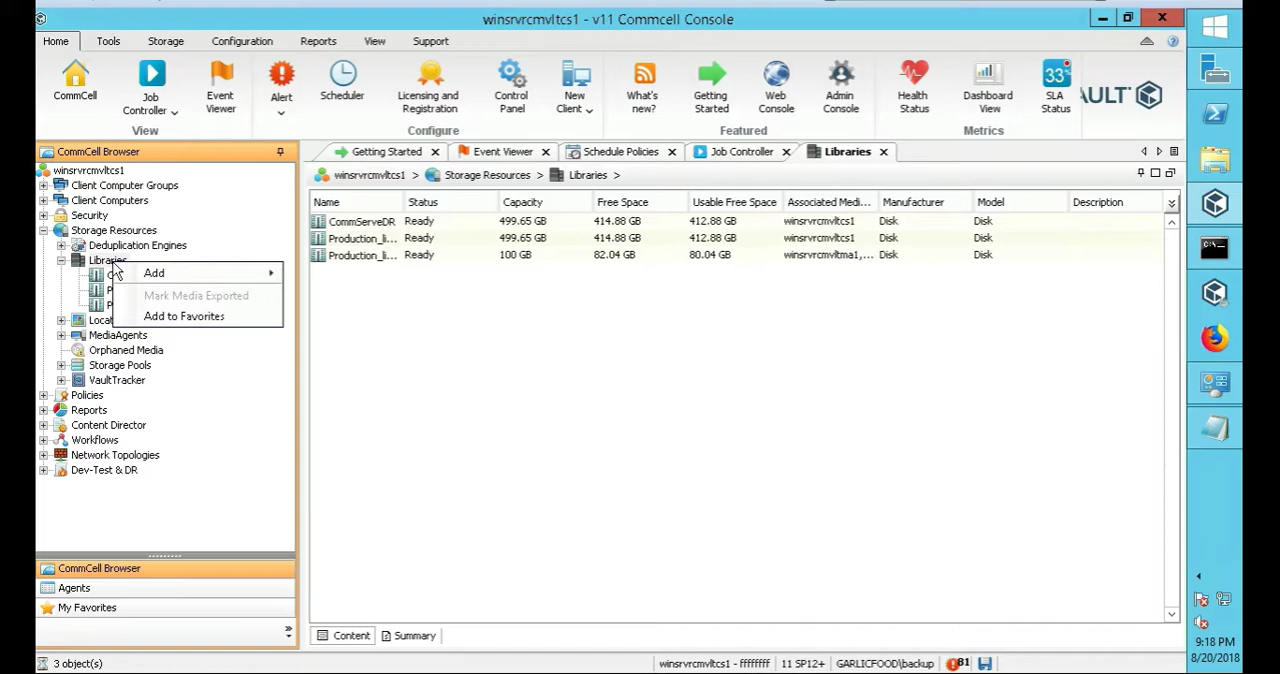 winsrvrcmvltcs1 - v11 Commcell Console
Home Tools Storage Configuration Reports View Support
CommCell
Job Controller
Event Viewer
View
Alert
Scheduler
Licensing and Registration
Control Panel
New Client
Configure
What's new?
Getting Started
Web Console
Admin Console
Featured
Health Status
Dashboard View
33%
SLA Status
Metrics
AULT
CommCell Browser
winsrvrcmvltcs1
Client Computer Groups
Client Computers
Security
Storage Resources
Deduplication Engines
Libraries
C
P
P
Locat
MediaAgents
Orphaned Media
Storage Pools
VaultTracker
Policies
Reports
Content Director
Workflows
Network Topologies
Dev-Test & DR
Add
Mark Media Exported
Add to Favorites
CommCell Browser
Agents
My Favorites
Getting Started Event Viewer Schedule Policies Job Controller Libraries
winsrvrcmvltcs1 > Storage Resources > Libraries >
Name Status Capacity Free Space Usable Free Space Associated Medi... Manufacturer Model Description
CommServeDR Ready 499.65 GB 414.88 GB 412.88 GB winsrvrcmvltcs1 Disk Disk
Production_li... Ready 499.65 GB 414.88 GB 412.88 GB winsrvrcmvltcs1 Disk Disk
Production_li... Ready 100 GB 82.04 GB 80.04 GB winsrvrcmvltma1,... Disk Disk
Content Summary
3 object(s)
winsrvrcmvltcs1 - ffffffff 11 SP12+ GARLICFOOD\backup 81
9:18 PM
8/20/2018